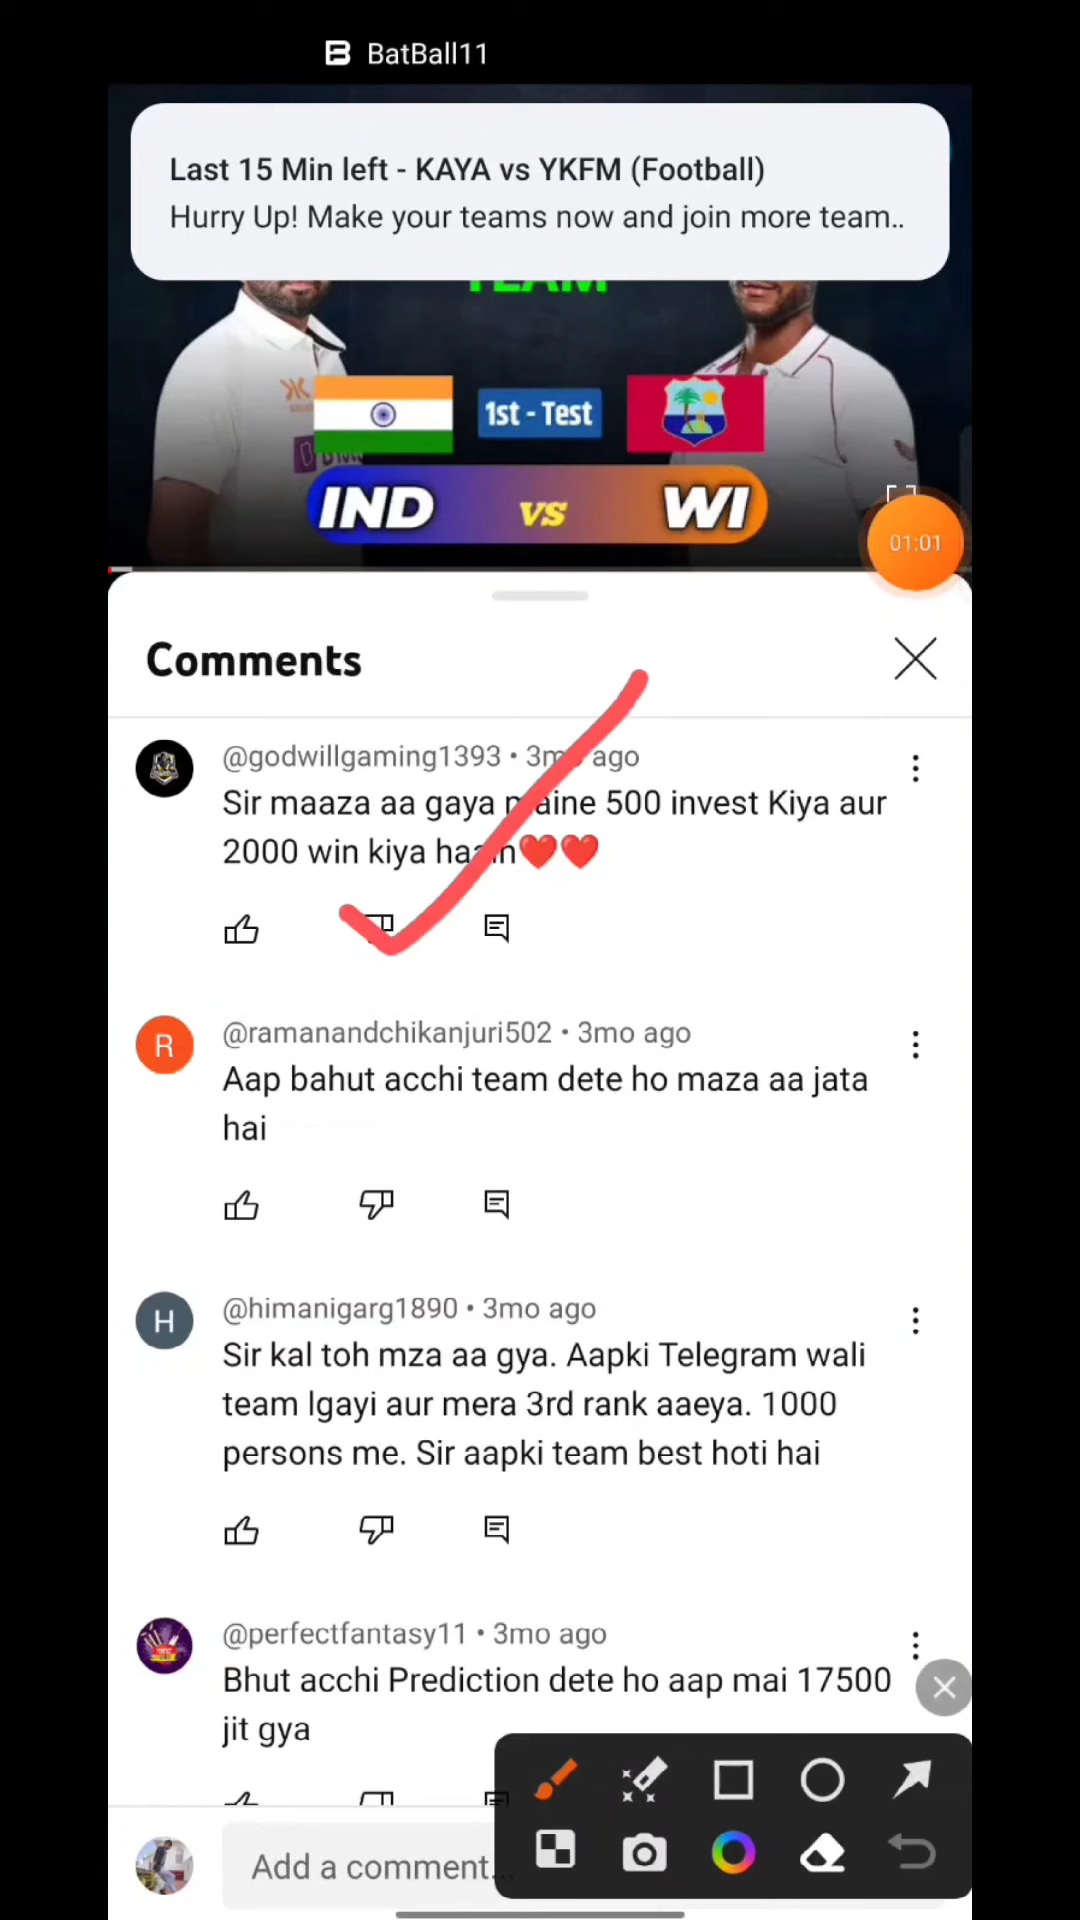 BatBall11
Last 15 Min left - KAYA vs YKFM (Football)
Hurry Up! Make your teams now and join more team..
TEAM
1st - Test
IND vs WI
01:01
Comments
@godwillgaming1393 • 3mo ago
Sir maaza aa gaya maine 500 invest Kiya aur
2000 win kiya haain❤️❤️
R
@ramanandchikanjuri502 • 3mo ago
Aap bahut acchi team dete ho maza aa jata
hai
H
@himanigarg1890 • 3mo ago
Sir kal toh mza aa gya. Aapki Telegram wali
team lgayi aur mera 3rd rank aaeya. 1000
persons me. Sir aapki team best hoti hai
@perfectfantasy11 • 3mo ago
Bhut acchi Prediction dete ho aap mai 17500
jit gya
Add a comment...